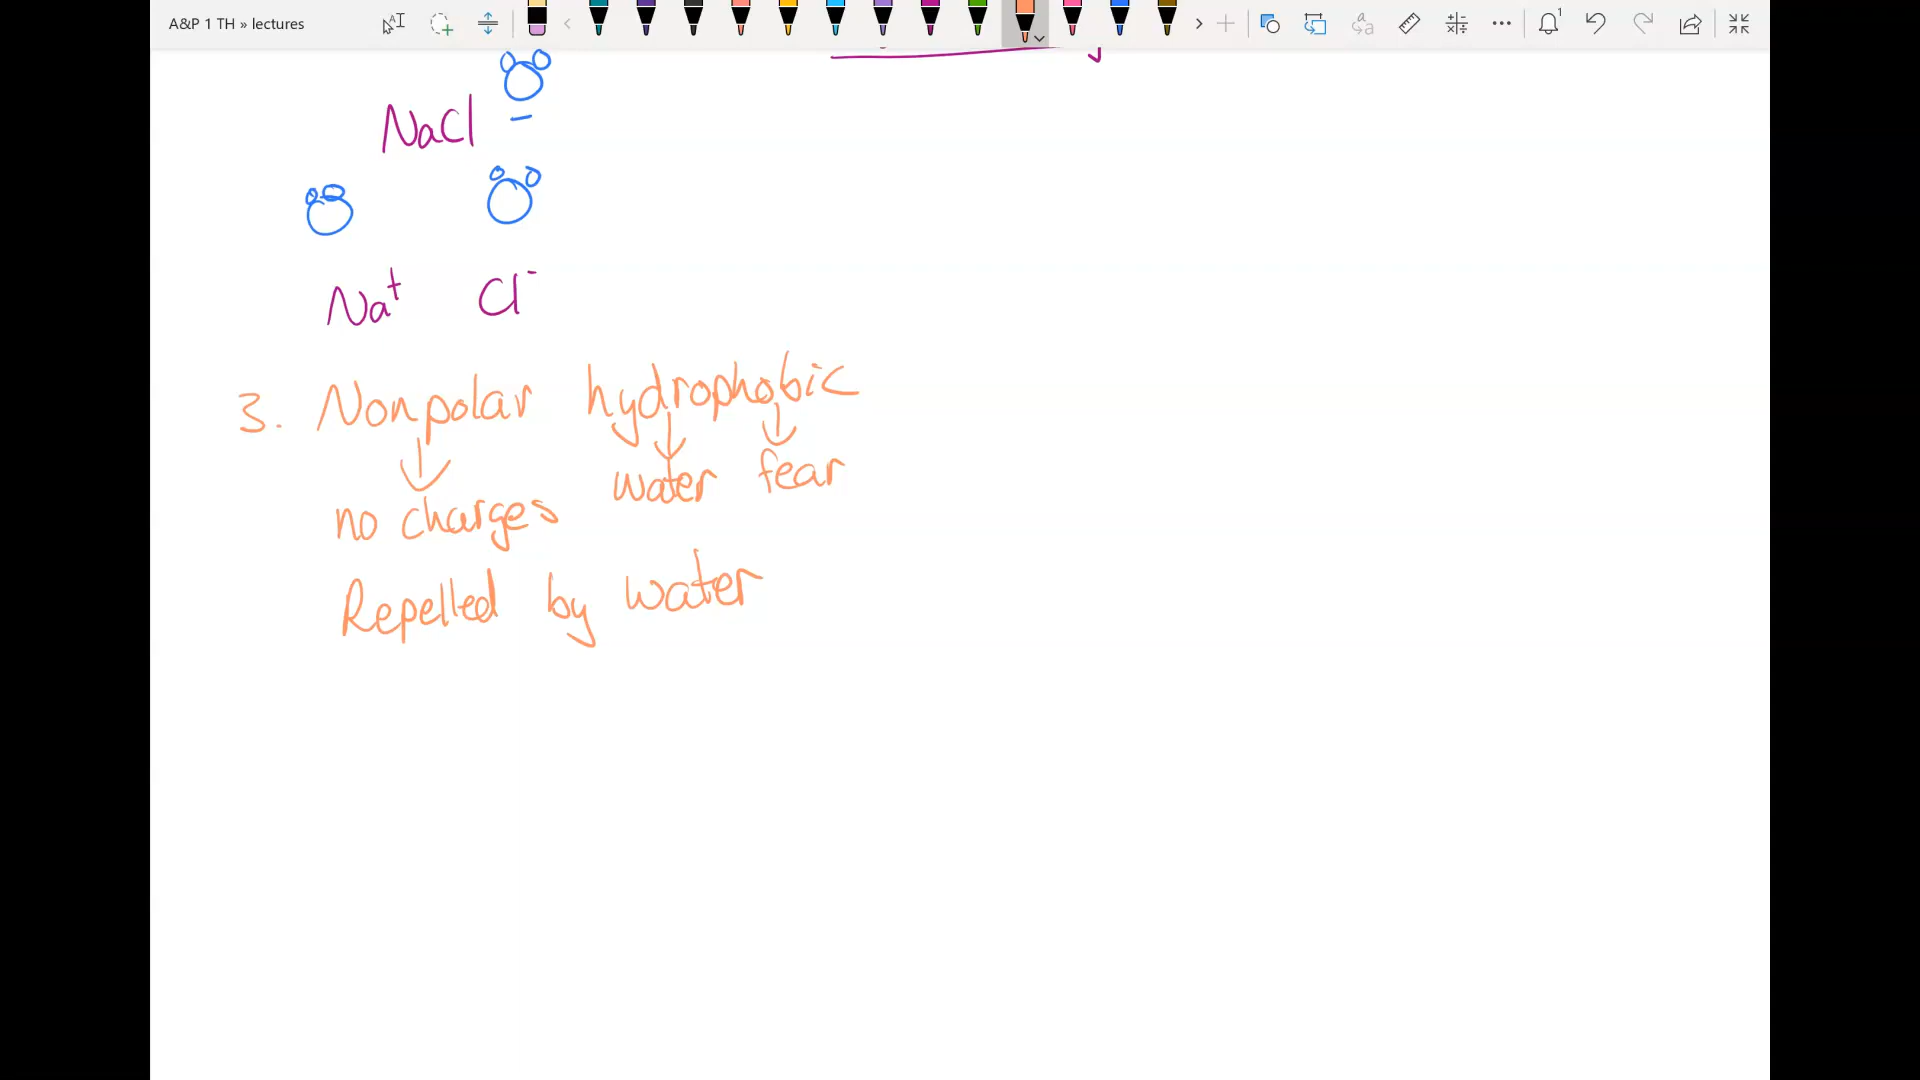 A&P 1 TH » lectures
NaCl
Na+ Cl-
3. Nonpolar hydrophobic
water fear
no charges
Repelled by water